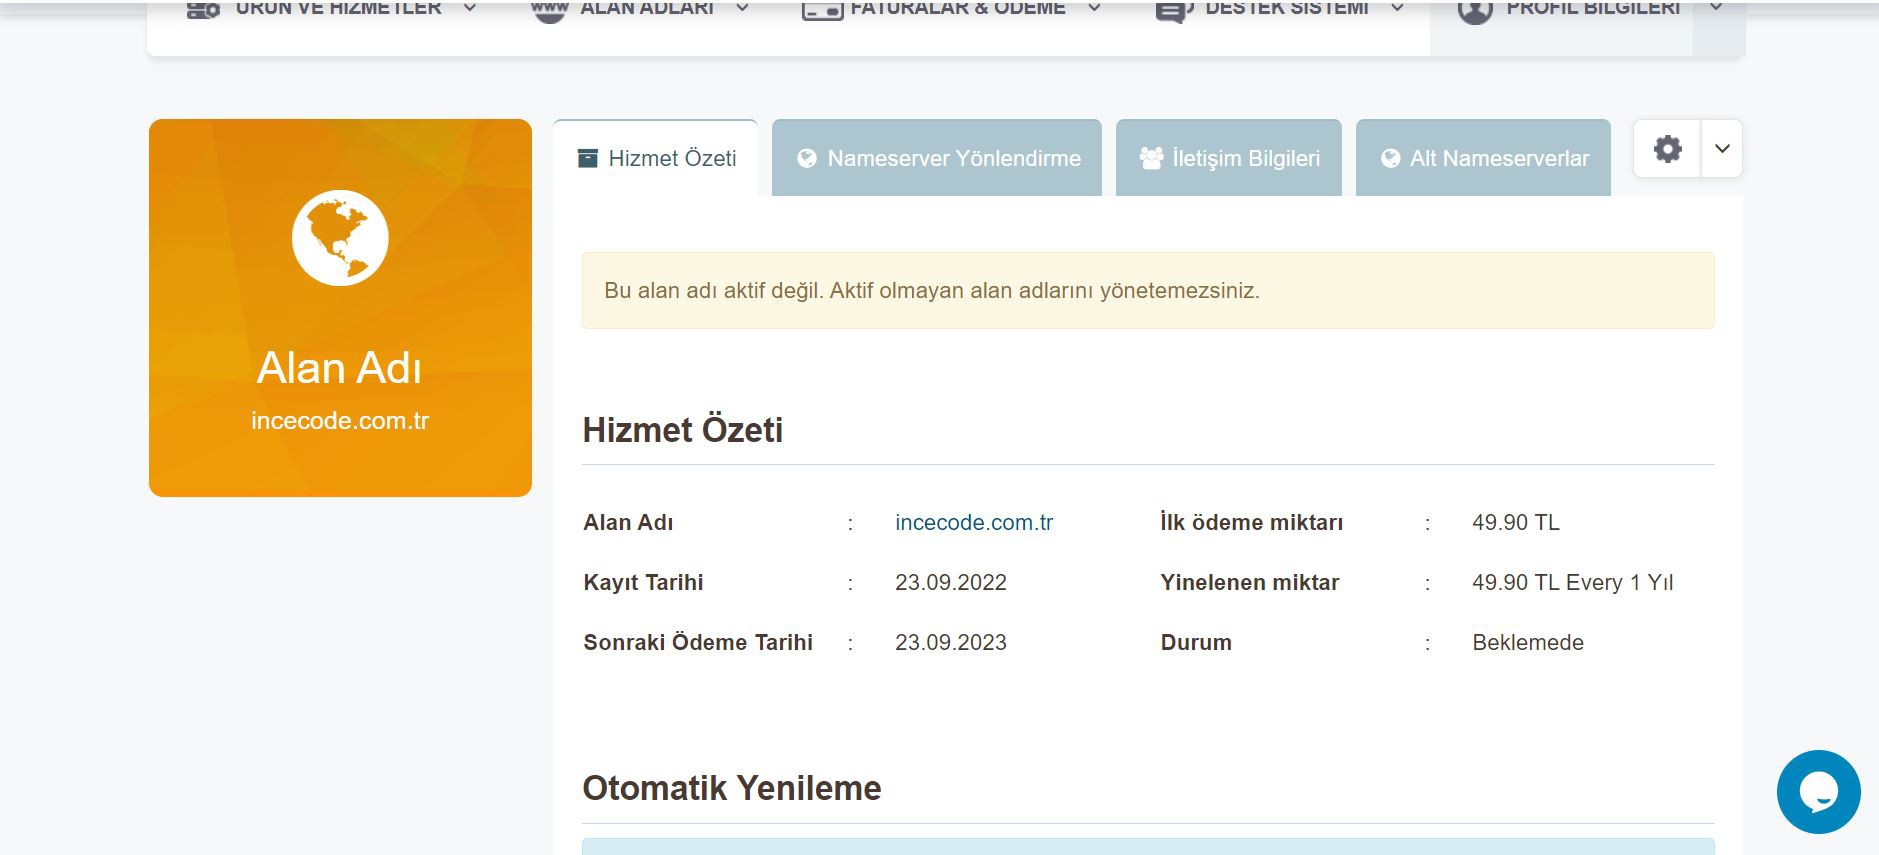 ÜRÜN VE HİZMETLER
ALAN ADLARI
FATURALAR & ÖDEME
DESTEK SİSTEMİ
PROFİL BİLGİLERİ
Hizmet Özeti
Nameserver Yönlendirme
İletişim Bilgileri
Alt Nameserverlar
Alan Adı
incecode.com.tr
Bu alan adı aktif değil. Aktif olmayan alan adlarını yönetemezsiniz.
Hizmet Özeti
Alan Adı : incecode.com.tr
İlk ödeme miktarı : 49.90 TL
Kayıt Tarihi : 23.09.2022
Yinelenen miktar : 49.90 TL Every 1 Yıl
Sonraki Ödeme Tarihi : 23.09.2023
Durum : Beklemede
Otomatik Yenileme